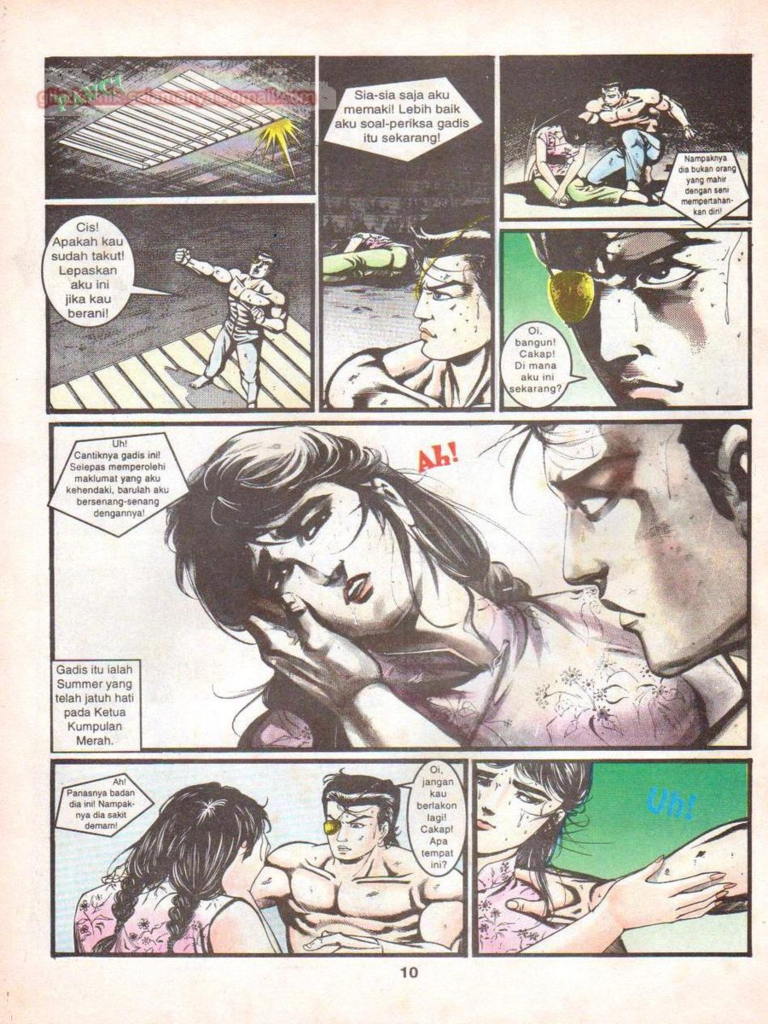 Cis!
Apakah kau
sudah takut!
Lepaskan
aku ini
jika kau
berani!
Sia-sia saja aku
memaki! Lebih baik
aku soal-periksa gadis
itu sekarang!
Nampaknya
dia bukan orang
yang mahir
dengan seni
mempertahan-
kan diri!
Oi,
bangun!
Cakap!
Di mana
aku ini
sekarang?
Uh!
Cantiknya gadis ini!
Selepas memperolehi
maklumat yang aku
kehendaki, barulah aku
bersenang-senang
dengannya!
Ah!
Gadis itu ialah
Summer yang
telah jatuh hati
pada Ketua
Kumpulan
Merah.
Ah!
Panasnya badan
dia ini! Nampak-
nya dia sakit
demam!
Oi,
jangan
kau
berlakon
lagi!
Cakap!
Apa
tempat
ini?
Uh!
10